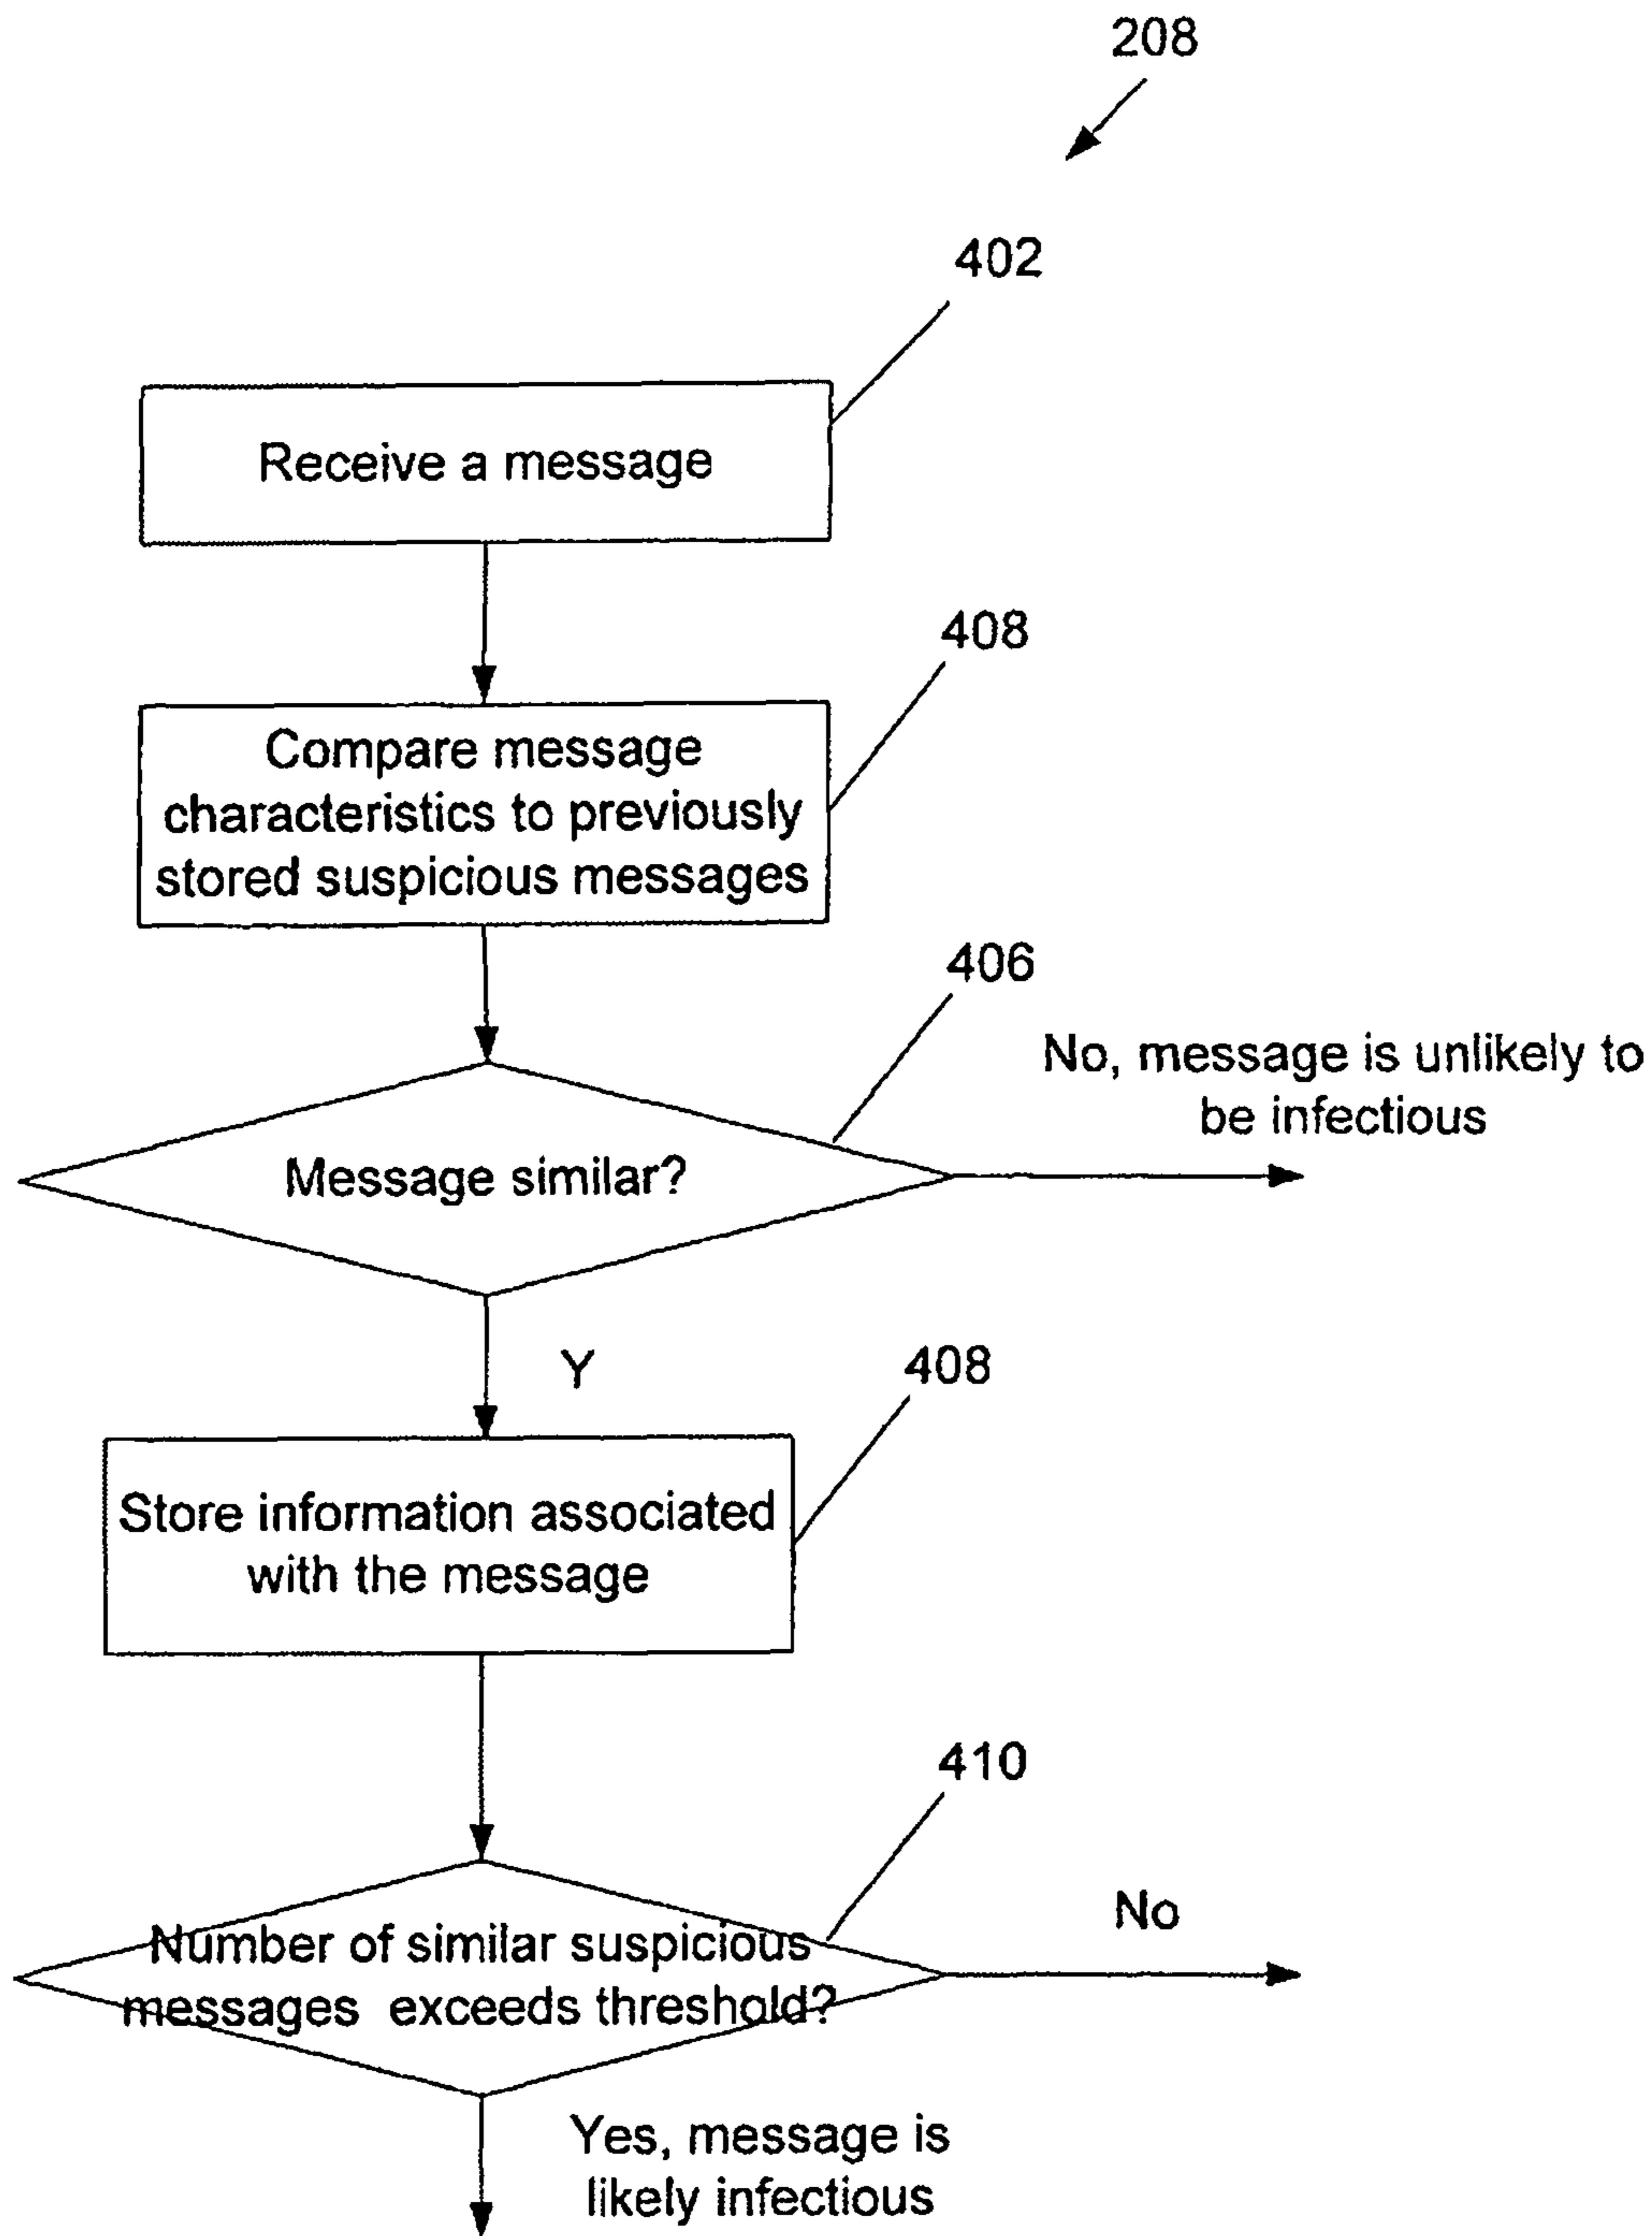 208
402
Receive a message
408
Compare message
characteristics to previously
stored suspicious messages
406
No, message is unlikely to
be infectious
Message similar?
Y
408
Store information associated
with the message
410
No
Number of similar suspicious
messages exceeds threshold?
Yes, message is
likely infectious